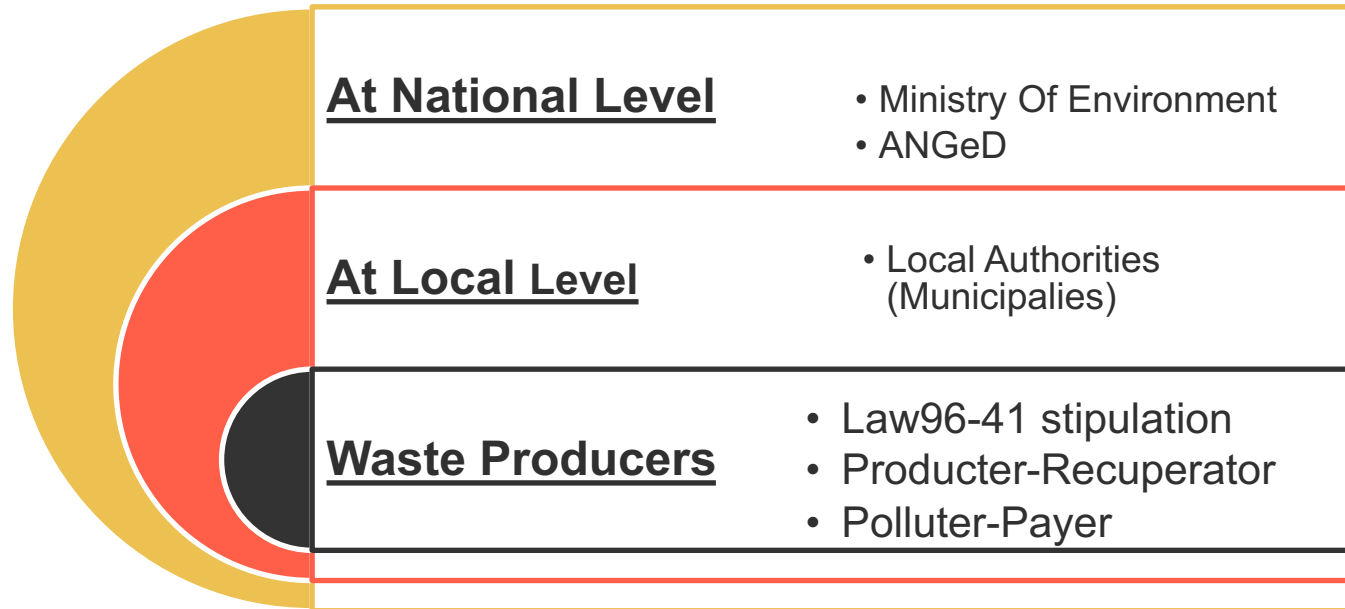 At National Level
• Ministry Of Environment
• ANGeD
At Local Level
• Local Authorities
(Municipalies)
Waste Producers
• Law96-41 stipulation
• Producter-Recuperator
• Polluter-Payer